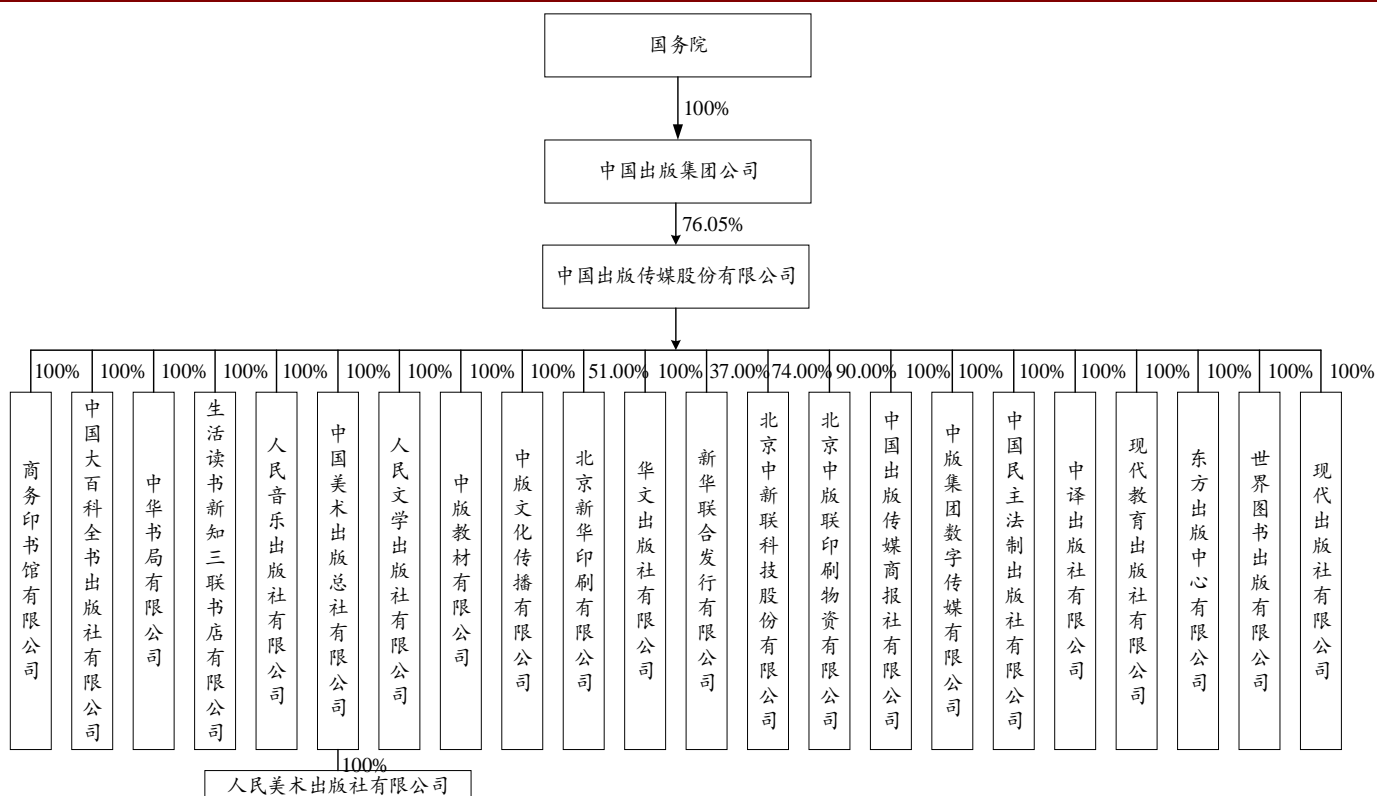 国务院
100%
中国出版集团公司
76.05%
中国出版传媒股份有限公司
100% 100% 100% 100% 100% 100% 100% 100% 100% 51.00% 100% 37.00% 74.00% 90.00% 100% 100% 100% 100% 100% 100% 100% 100%
商务印书馆有限公司
中国大百科全书出版社有限公司
中华书局有限公司
生活读书新知三联书店有限公司
人民音乐出版社有限公司
中国美术出版总社有限公司
人民文学出版社有限公司
中版教材有限公司
中版文化传播有限公司
北京新华印刷有限公司
华文出版社有限公司
新华联合发行有限公司
北京中新联科技股份有限公司
北京中版联印刷物资有限公司
中国出版传媒商报社有限公司
中版集团数字传媒有限公司
中国民主法制出版社有限公司
中译出版社有限公司
现代教育出版社有限公司
东方出版中心有限公司
世界图书出版有限公司
现代出版社有限公司
100%
人民美术出版社有限公司